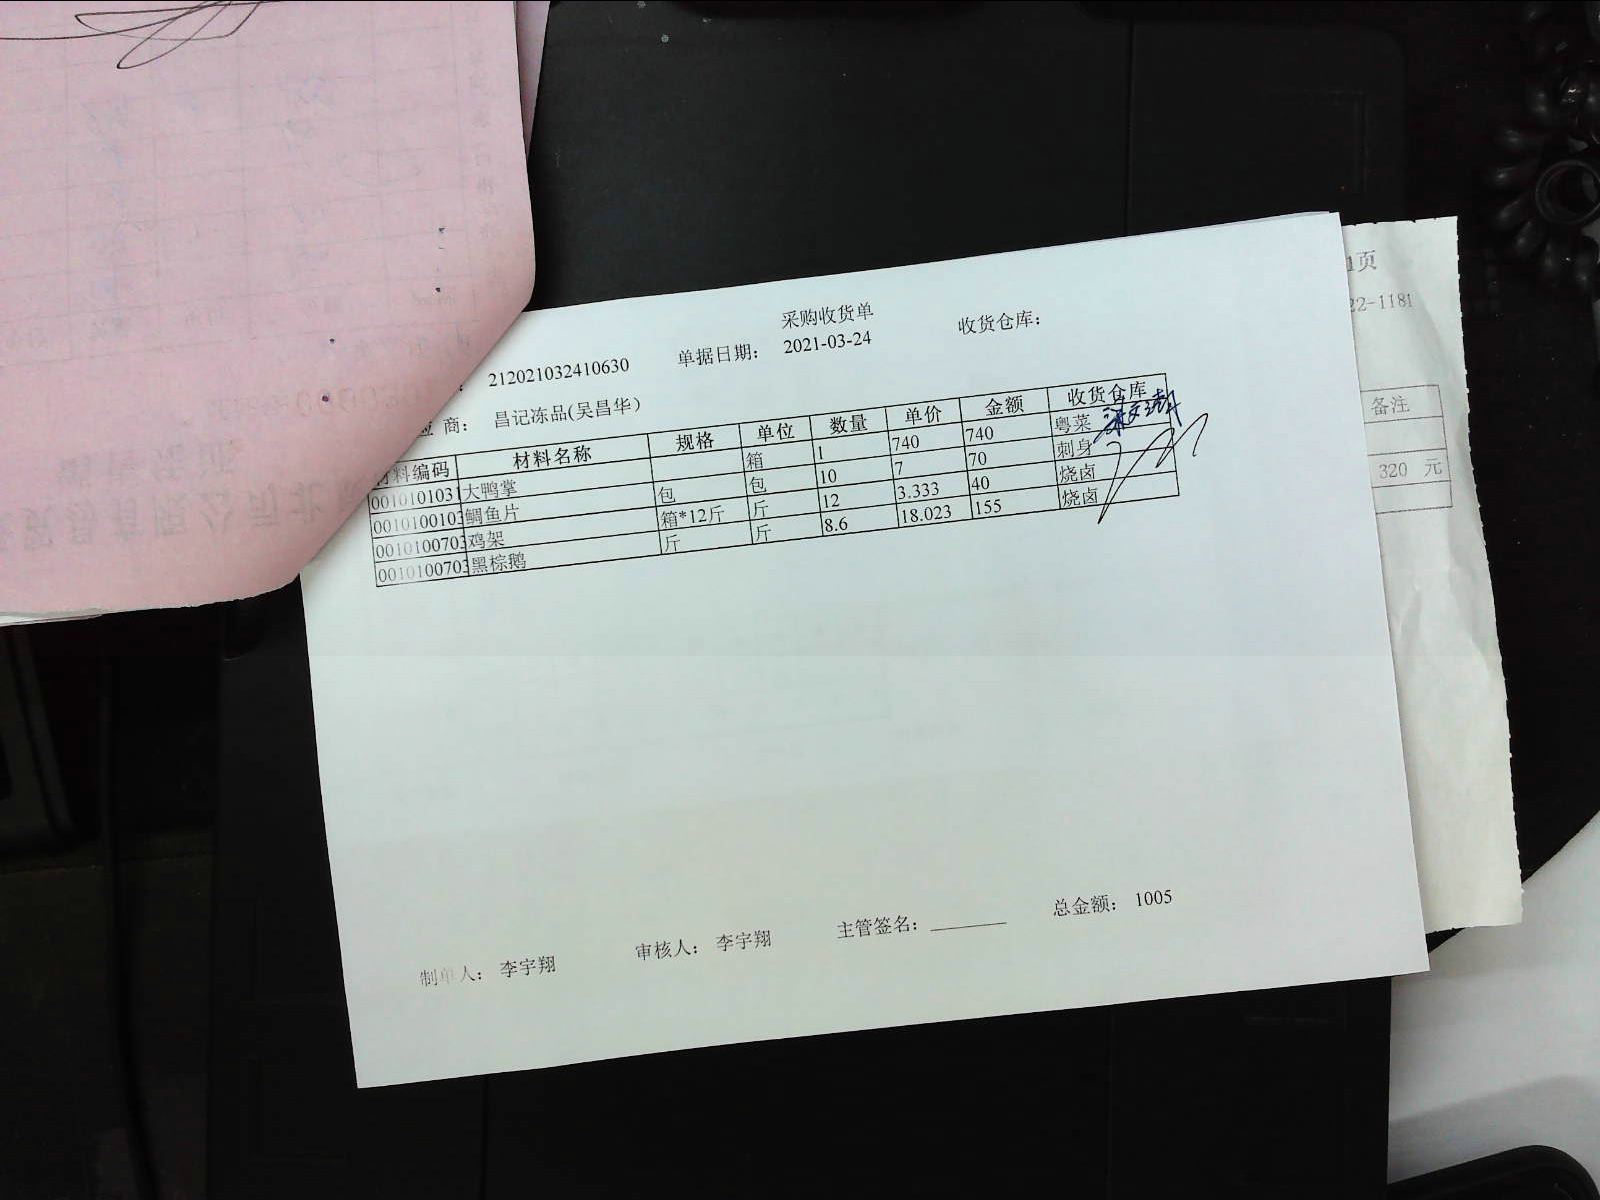 采购收货单
212021032410630 单据日期： 2021-03-24 收货仓库：
商： 昌记冻品(吴昌华)
材料编码 材料名称 规格 单位 数量 单价 金额 收货仓库
0010101031 大鸭掌 箱 1 740 740 粤菜
001010010 鲷鱼片 包 包 10 7 70 刺身
001010070 鸡架 箱*12斤 斤 12 3.333 40 烧卤
001010070 黑棕鹅 斤 斤 8.6 18.023 155 烧卤
制单人： 李宇翔 审核人： 李宇翔 主管签名： 总金额： 1005
1页
22-1181
备注
320 元